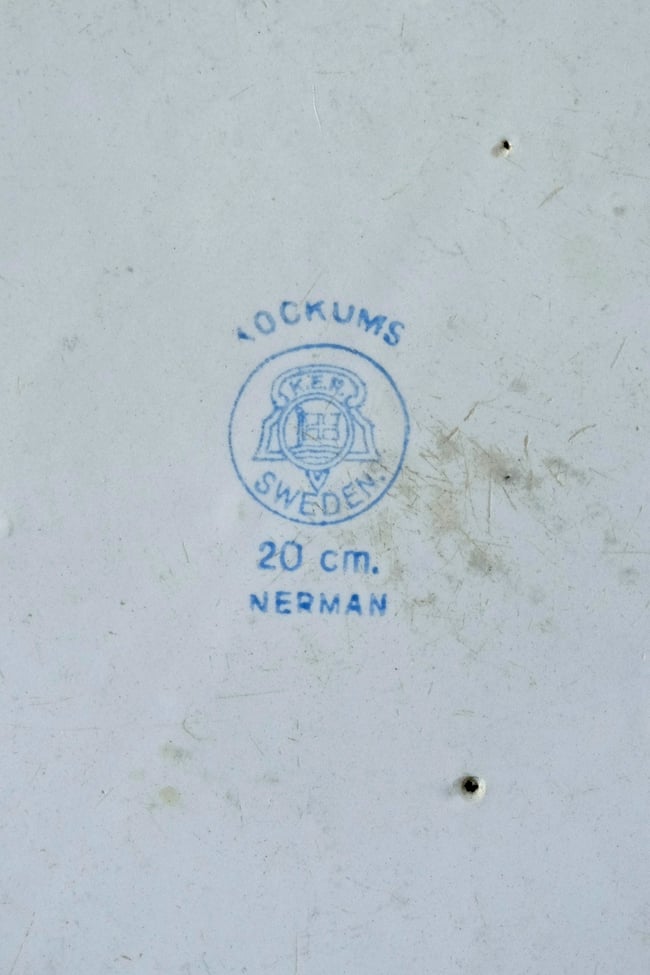 KOCKUMS
K.E.R.
SWEDEN.
20 cm.
NERMAN